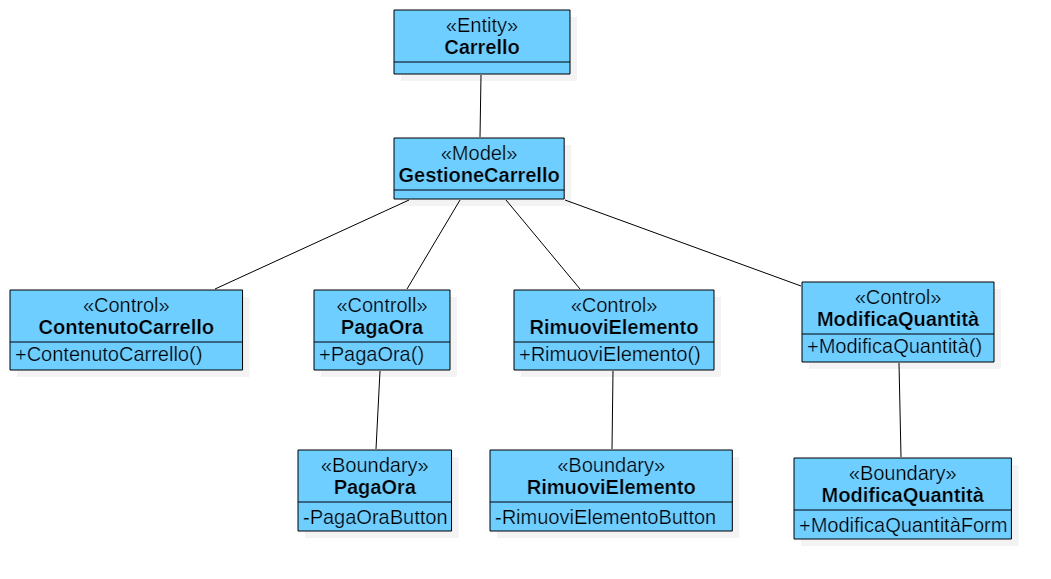 «Entity»
Carrello
«Model»
GestioneCarrello
«Control»
ContenutoCarrello
+ContenutoCarrello()
«Controll»
PagaOra
+PagaOra()
«Control»
RimuoviElemento
+RimuoviElemento()
«Control»
ModificaQuantità
+ModificaQuantità()
«Boundary»
PagaOra
-PagaOraButton
«Boundary»
RimuoviElemento
-RimuoviElementoButton
«Boundary»
ModificaQuantità
+ModificaQuantitàForm